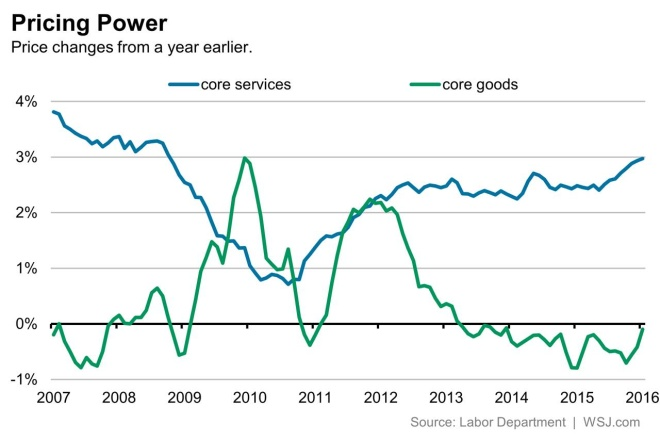 Pricing Power
Price changes from a year earlier.
core services core goods
4%
3%
2%
1%
0%
-1%
2007 2008 2009 2010 2011 2012 2013 2014 2015 2016
Source: Labor Department | WSJ.com